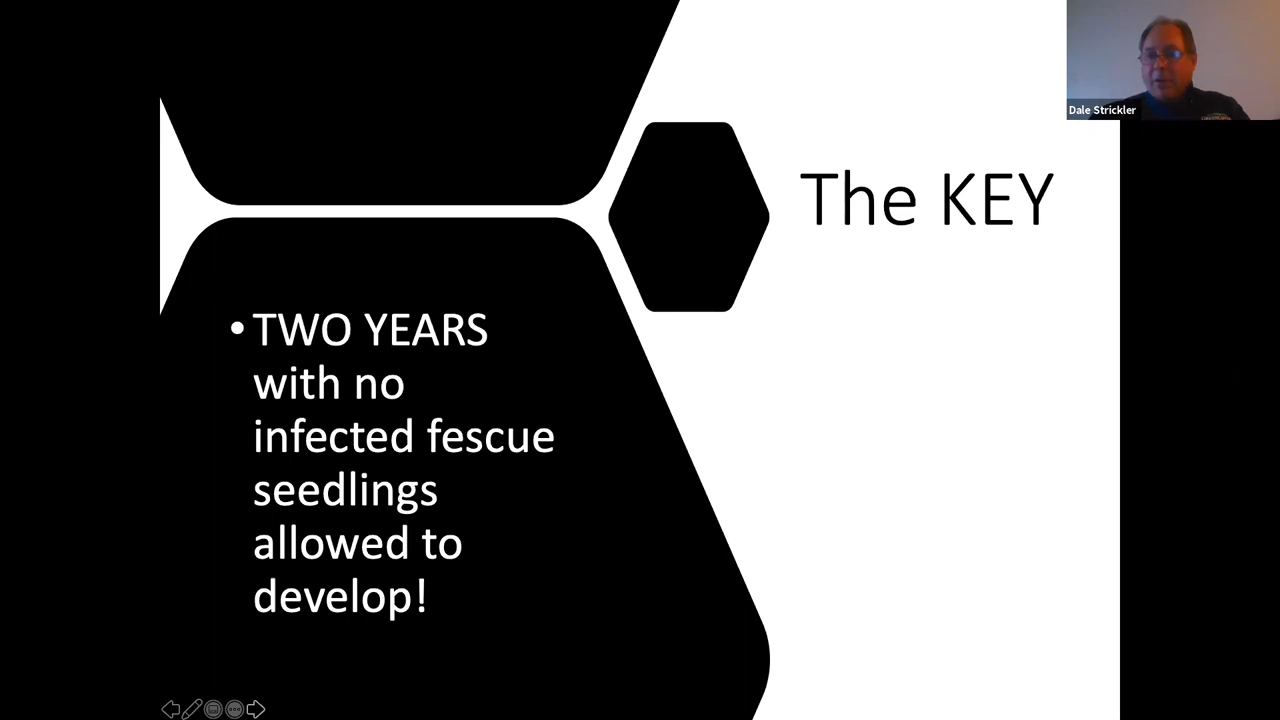 Dale Strickler
The KEY
• TWO YEARS
with no
infected fescue
seedlings
allowed to
develop!